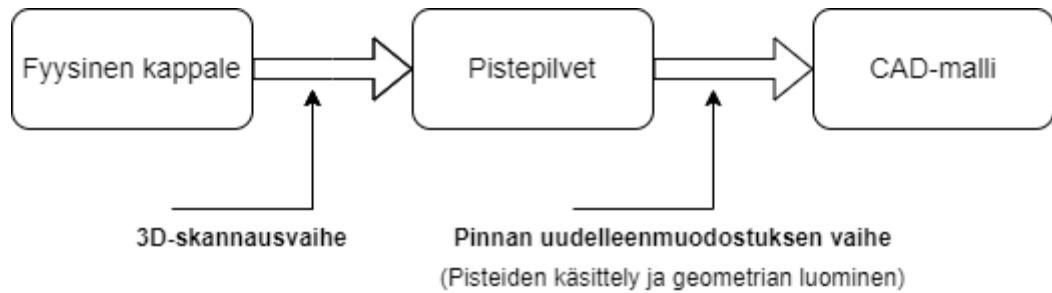 Fyysinen kappale
Pistepilvet
CAD-malli
3D-skannausvaihe
Pinnan uudelleenmuodostuksen vaihe
(Pisteiden käsittely ja geometrian luominen)